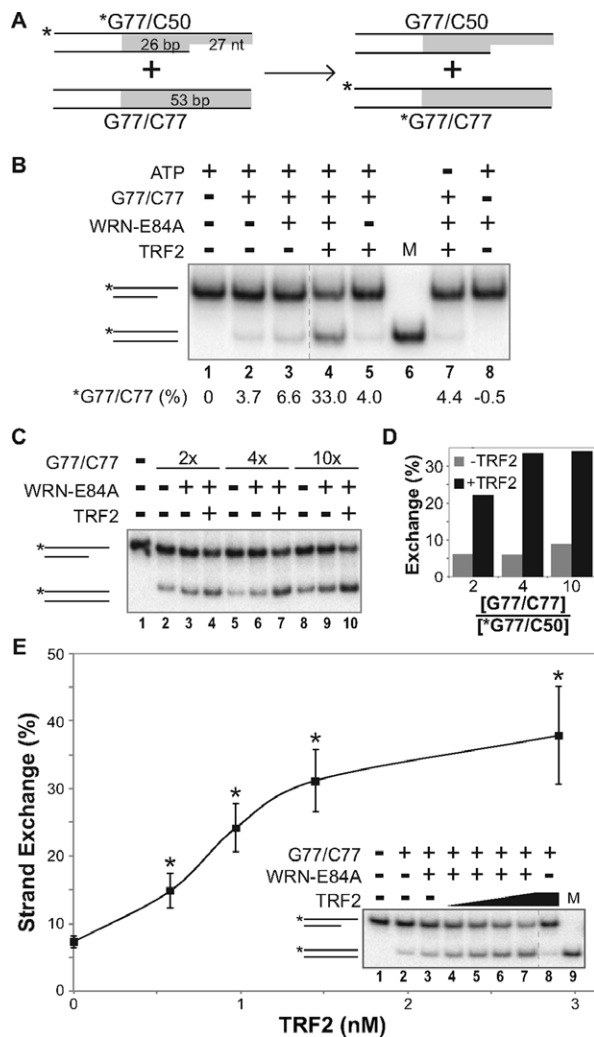 A
*G77/C50
G77/C50
*
26 bp
27 nt
+
+
53 bp
*
G77/C77
*G77/C77
B
ATP + + + + + - +
G77/C77 - + + + + + -
WRN-E84A - - + + - + +
TRF2 - - - + + M + -
*
*
1 2 3 4 5 6 7 8
*G77/C77 (%) 0 3.7 6.6 33.0 4.0 4.4 -0.5
C
G77/C77 - 2x 4x 10x
WRN-E84A - - + + - + + - + +
TRF2 - - - + - - + - - +
*
*
1 2 3 4 5 6 7 8 9 10
D
-TRF2
+TRF2
Exchange (%)
30
20
10
0
2 4 10
[G77/C77]
[*G77/C50]
E
Strand Exchange (%)
50
40
30
20
10
0
* * * * *
G77/C77 - + + + + + + +
WRN-E84A - - + + + + + -
TRF2 - - - M
*
*
1 2 3 4 5 6 7 8 9
0 1 2 3
TRF2 (nM)